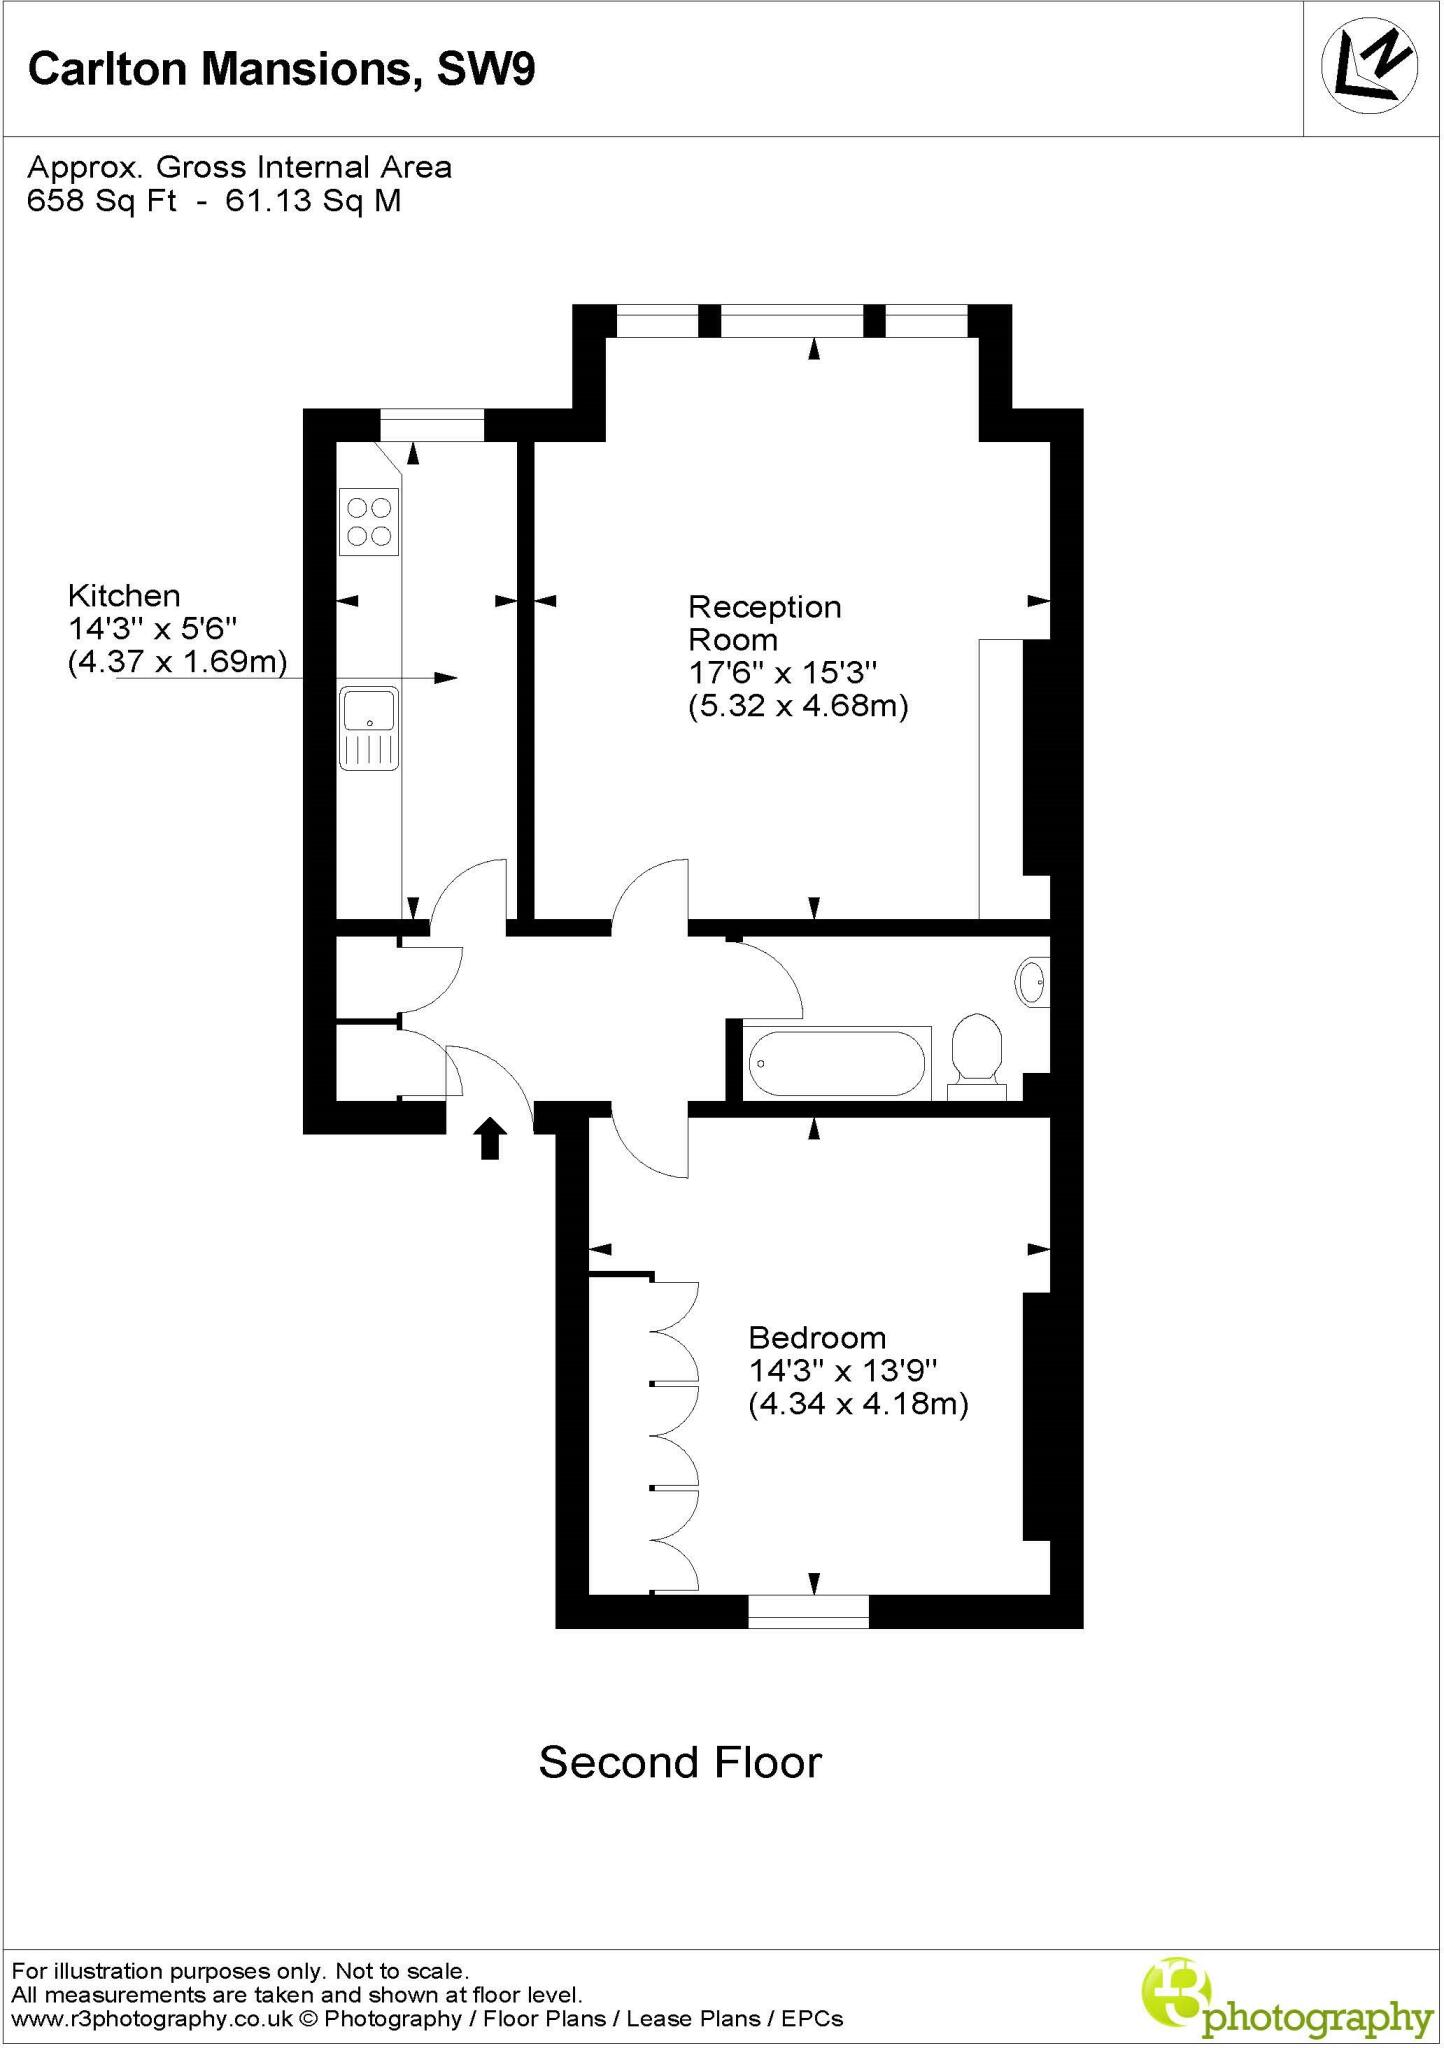 Carlton Mansions, SW9
N
Approx. Gross Internal Area
658 Sq Ft - 61.13 Sq M
Kitchen
14'3" x 5'6"
(4.37 x 1.69m)
Reception
Room
17'6" x 15'3"
(5.32 x 4.68m)
Bedroom
14'3" x 13'9"
(4.34 x 4.18m)
Second Floor
For illustration purposes only. Not to scale.
All measurements are taken and shown at floor level.
www.r3photography.co.uk © Photography / Floor Plans / Lease Plans / EPCs
r3 photography